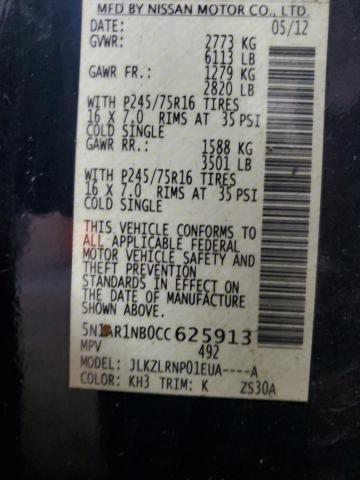 MFD BY NISSAN MOTOR CO., LTD.
DATE: 05/12
GVWR: 2773 KG
6113 LB
GAWR FR.: 1279 KG
2820 LB
WITH P245/75R16 TIRES
16 X 7.0 RIMS AT 35 PSI
COLD SINGLE
GAWR RR.: 1588 KG
3501 LB
WITH P245/75R16 TIRES
16 X 7.0 RIMS AT 35 PSI
COLD SINGLE
THIS VEHICLE CONFORMS TO
ALL APPLICABLE FEDERAL
MOTOR VEHICLE SAFETY AND
THEFT PREVENTION
STANDARDS IN EFFECT ON
THE DATE OF MANUFACTURE
SHOWN ABOVE.
5N1AR1NB0CC 625913
MPV 492
MODEL: JLKZLRNP01EUA----A
COLOR: KH3 TRIM: K ZS30A